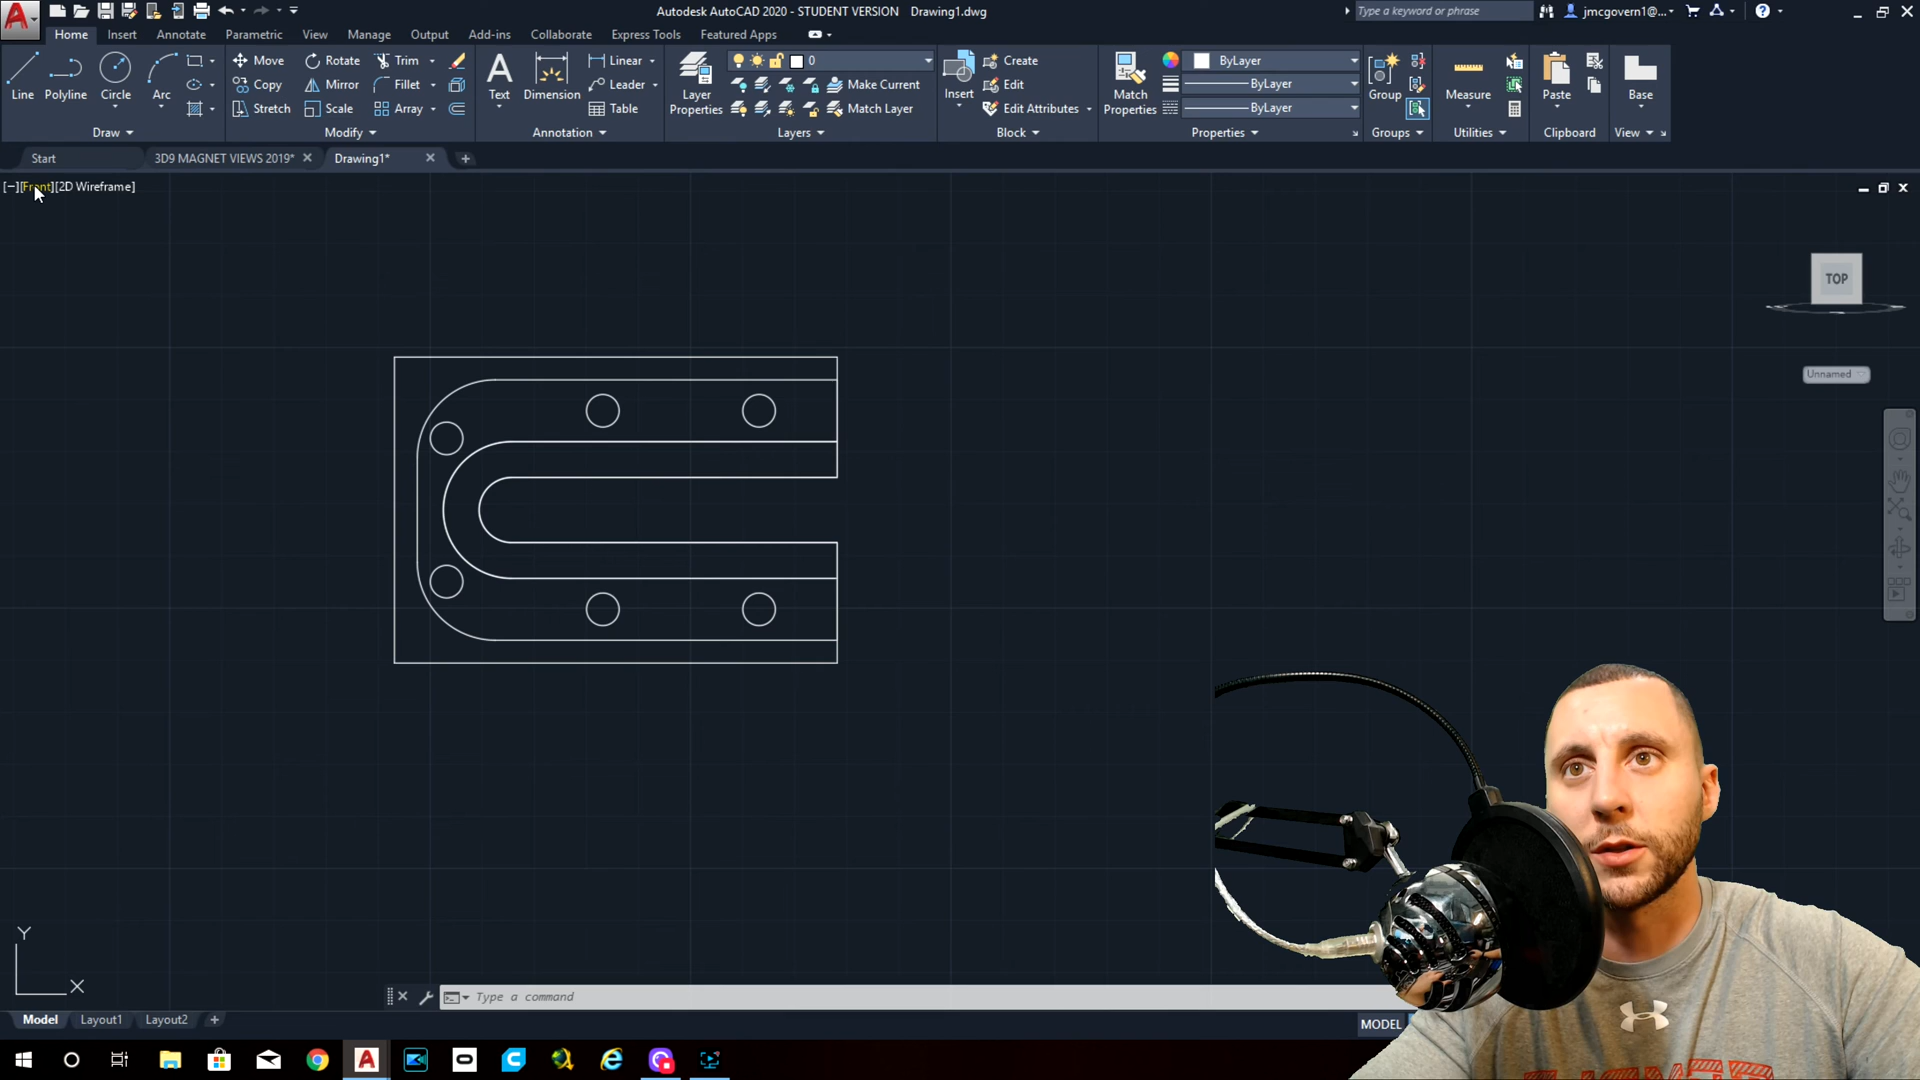 Autodesk AutoCAD 2020 - STUDENT VERSION Drawing1.dwg
Type a keyword or phrase
jmcgovern1@...
Home Insert Annotate Parametric View Manage Output Add-ins Collaborate Express Tools Featured Apps
Line Polyline Circle Arc
Move Rotate Trim
Copy Mirror Fillet
Stretch Scale Array
Text Dimension
Linear
Leader
Table
Layer Properties
0
Make Current
Match Layer
Insert
Create
Edit
Edit Attributes
Match Properties
ByLayer
ByLayer
ByLayer
Group
Measure
Paste
Base
Draw Modify Annotation Layers Block Properties Groups Utilities Clipboard View
Start 3D9 MAGNET VIEWS 2019* Drawing1*
[−][Front][2D Wireframe]
TOP
Unnamed
Y
X
Type a command
Model Layout1 Layout2
MODEL